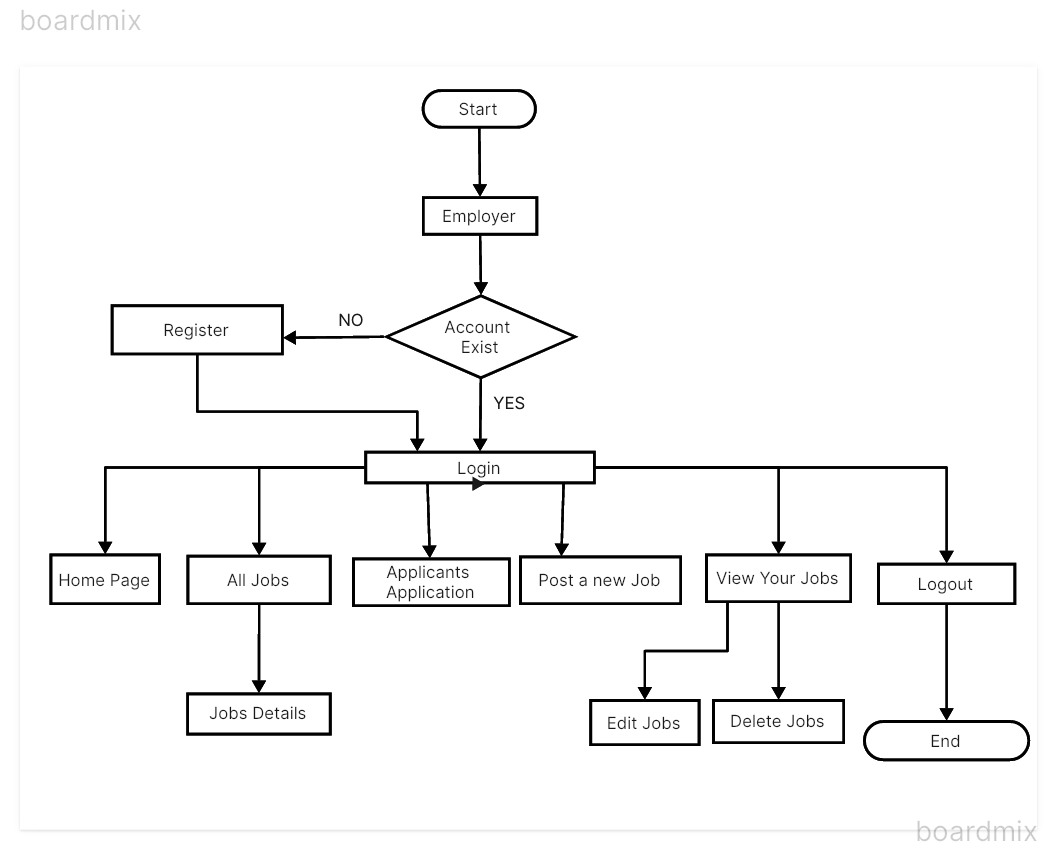 boardmix
Start
Employer
Account
Exist
NO
Register
YES
Login
Home Page
All Jobs
Applicants
Application
Post a new Job
View Your Jobs
Logout
Jobs Details
Edit Jobs
Delete Jobs
End
boardmix